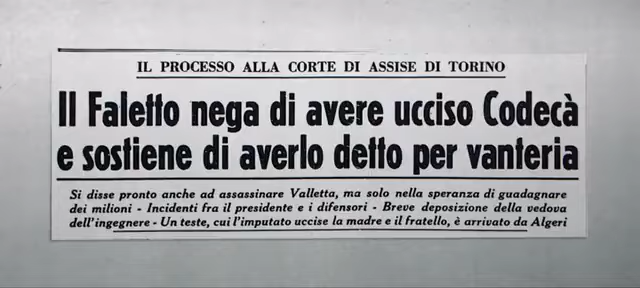 IL PROCESSO ALLA CORTE DI ASSISE DI TORINO
Il Faletto nega di avere ucciso Codecà
e sostiene di averlo detto per vanteria
Si disse pronto anche ad assassinare Valletta, ma solo nella speranza di guadagnare
dei milioni - Incidenti fra il presidente e i difensori - Breve deposizione della vedova
dell'ingegnere - Un teste, cui l'imputato uccise la madre e il fratello, è arrivato da Algeri